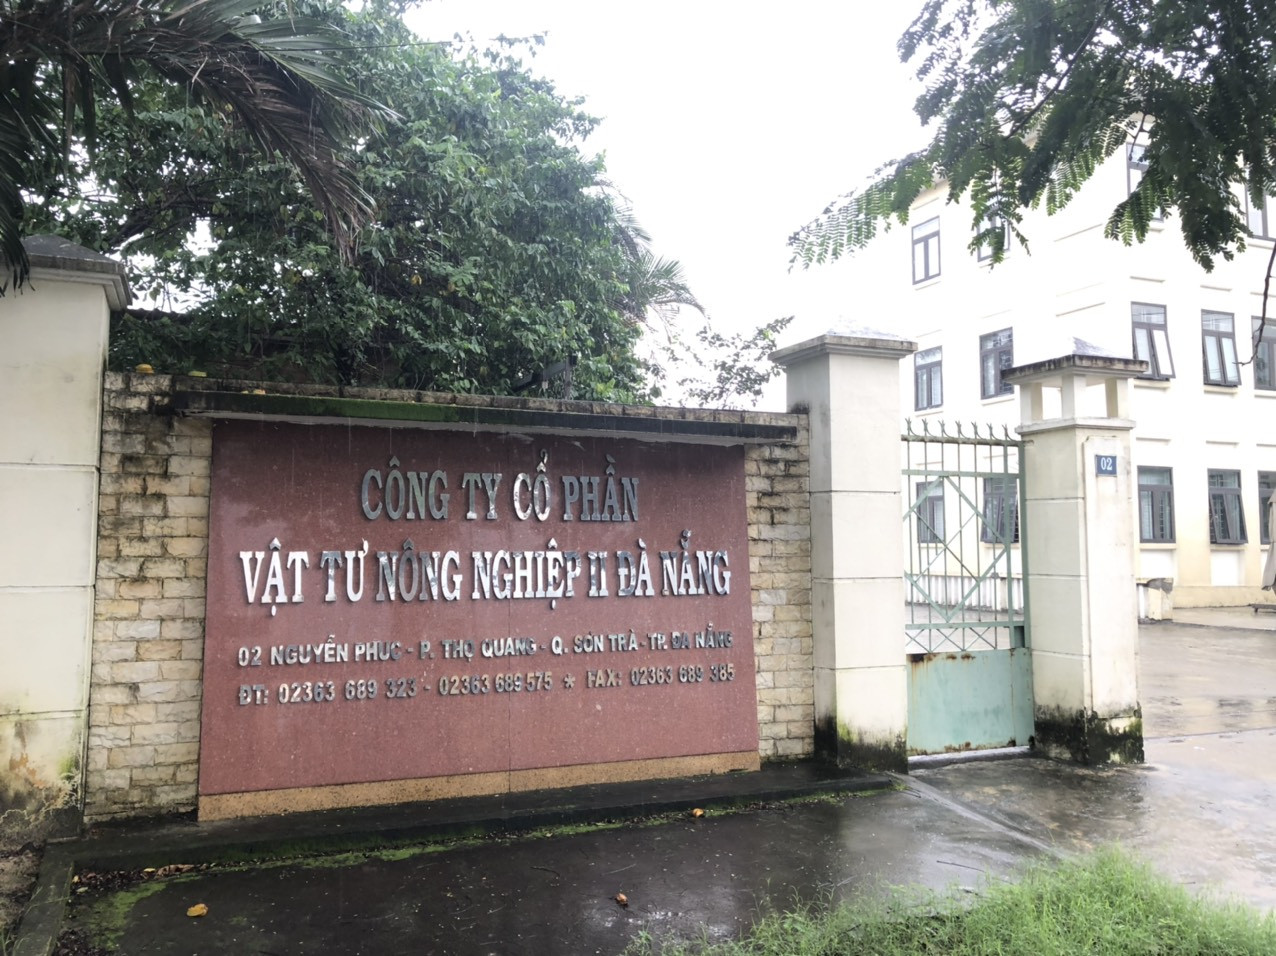 CÔNG TY CỔ PHẦN
VẬT TƯ NÔNG NGHIỆP II ĐÀ NẴNG
02 NGUYỄN PHỤC - P. THỌ QUANG - Q. SƠN TRÀ - TP. ĐÀ NẴNG
ĐT: 02363 689 323 - 02363 689 575 * FAX: 02363 689 385
02